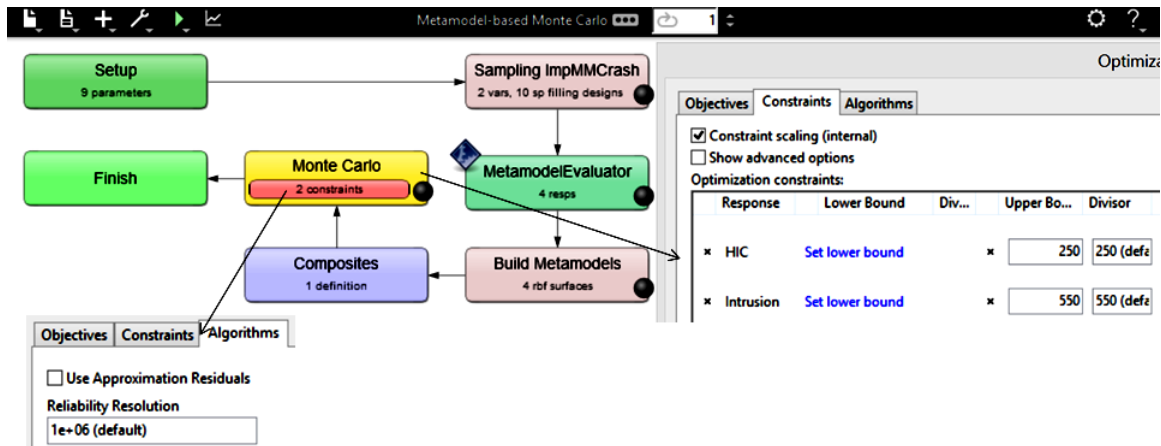 Metamodel-based Monte Carlo
1
Setup
9 parameters
Sampling ImpMMCrash
2 vars, 10 sp filling designs
Finish
Monte Carlo
2 constraints
MetamodelEvaluator
4 resps
Composites
1 definition
Build Metamodels
4 rbf surfaces
Optimiza
Objectives Constraints Algorithms
Constraint scaling (internal)
Show advanced options
Optimization constraints:
Response Lower Bound Div... Upper Bo... Divisor
HIC Set lower bound 250 250 (defa
Intrusion Set lower bound 550 550 (defa
Objectives Constraints Algorithms
Use Approximation Residuals
Reliability Resolution
1e+06 (default)